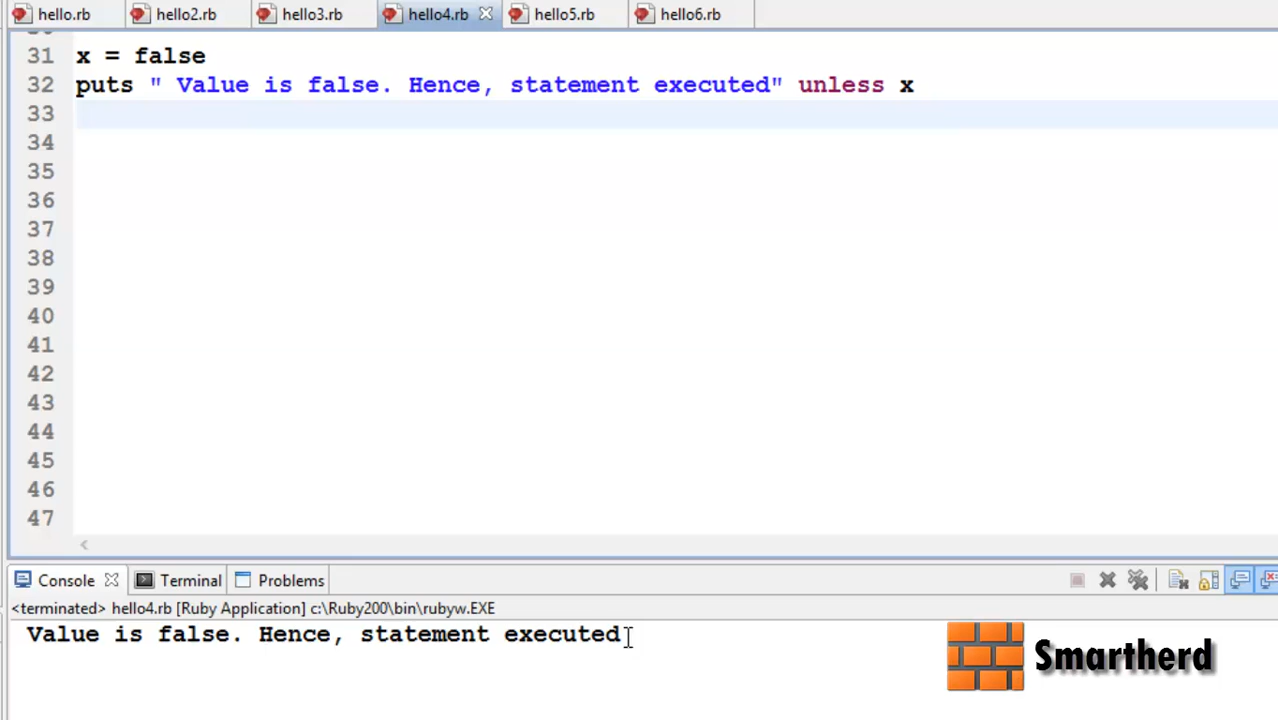 hello.rb hello2.rb hello3.rb hello4.rb hello5.rb hello6.rb
31 x = false
32 puts " Value is false. Hence, statement executed" unless x
33
34
35
36
37
38
39
40
41
42
43
44
45
46
47
Console Terminal Problems
<terminated> hello4.rb [Ruby Application] c:\Ruby200\bin\rubyw.EXE
Value is false. Hence, statement executed
Smartherd